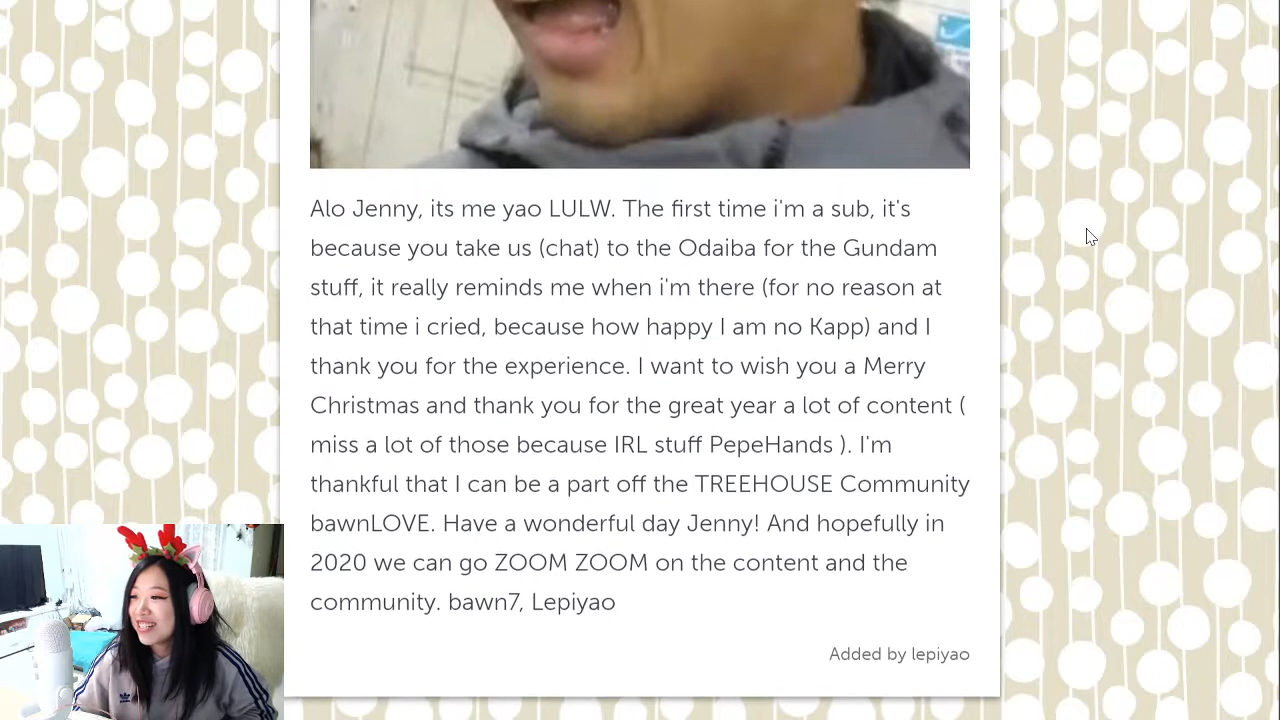 Alo Jenny, its me yao LULW. The first time i'm a sub, it's
because you take us (chat) to the Odaiba for the Gundam
stuff, it really reminds me when i'm there (for no reason at
that time i cried, because how happy I am no Kapp) and I
thank you for the experience. I want to wish you a Merry
Christmas and thank you for the great year a lot of content (
miss a lot of those because IRL stuff PepeHands ). I'm
thankful that I can be a part off the TREEHOUSE Community
bawnLOVE. Have a wonderful day Jenny! And hopefully in
2020 we can go ZOOM ZOOM on the content and the
community. bawn7, Lepiyao
Added by lepiyao